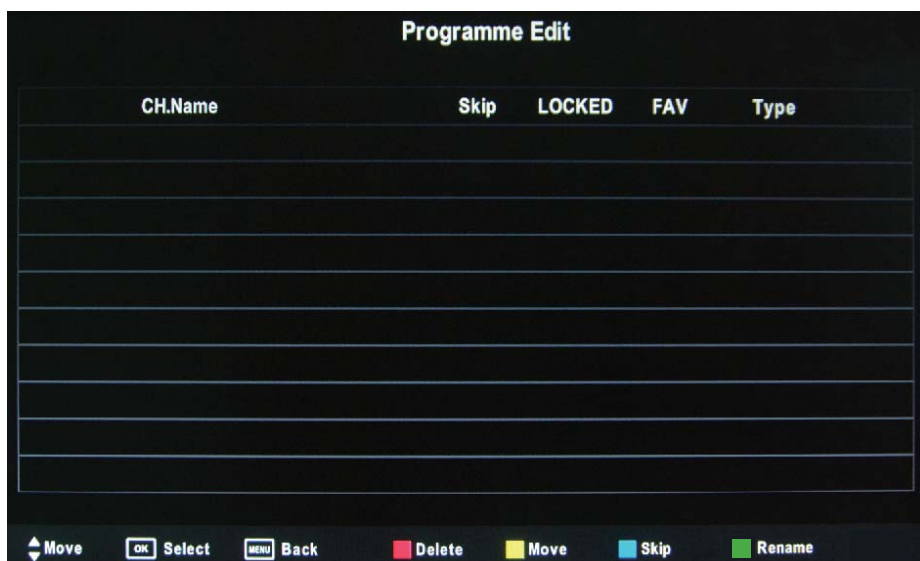 Programme Edit
CH.Name Skip LOCKED FAV Type
Move OK Select MENU Back Delete Move Skip Rename